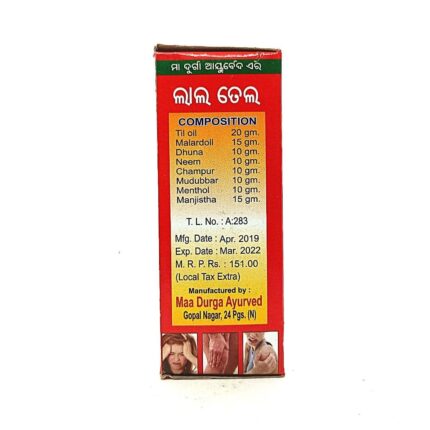 ମା ଦୁର୍ଗା ଆୟୁର୍ବେଦ ଏର
ଲାଲ ତେଲ
COMPOSITION
Til oil 20 gm.
Malardoli 15 gm.
Dhuna 10 gm.
Neem 10 gm.
Champur 10 gm.
Mudubbar 10 gm.
Menthol 10 gm.
Manjistha 15 gm.
T. L. No. : A:283
Mfg. Date : Apr. 2019
Exp. Date : Mar. 2022
M. R. P. Rs. : 151.00
(Local Tax Extra)
Manufactured by :
Maa Durga Ayurved
Gopal Nagar, 24 Pgs. (N)